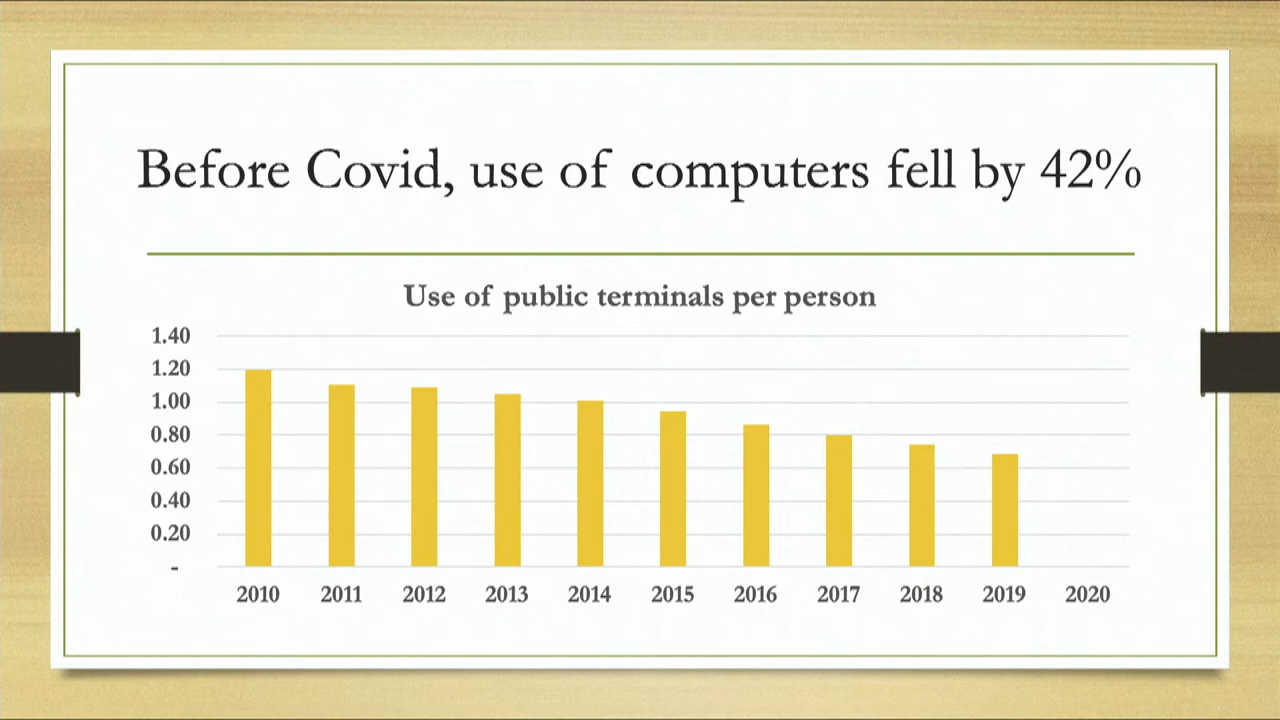 Before Covid, use of computers fell by 42%
Use of public terminals per person
1.40
1.20
1.00
0.80
0.60
0.40
0.20
-
2010 2011 2012 2013 2014 2015 2016 2017 2018 2019 2020